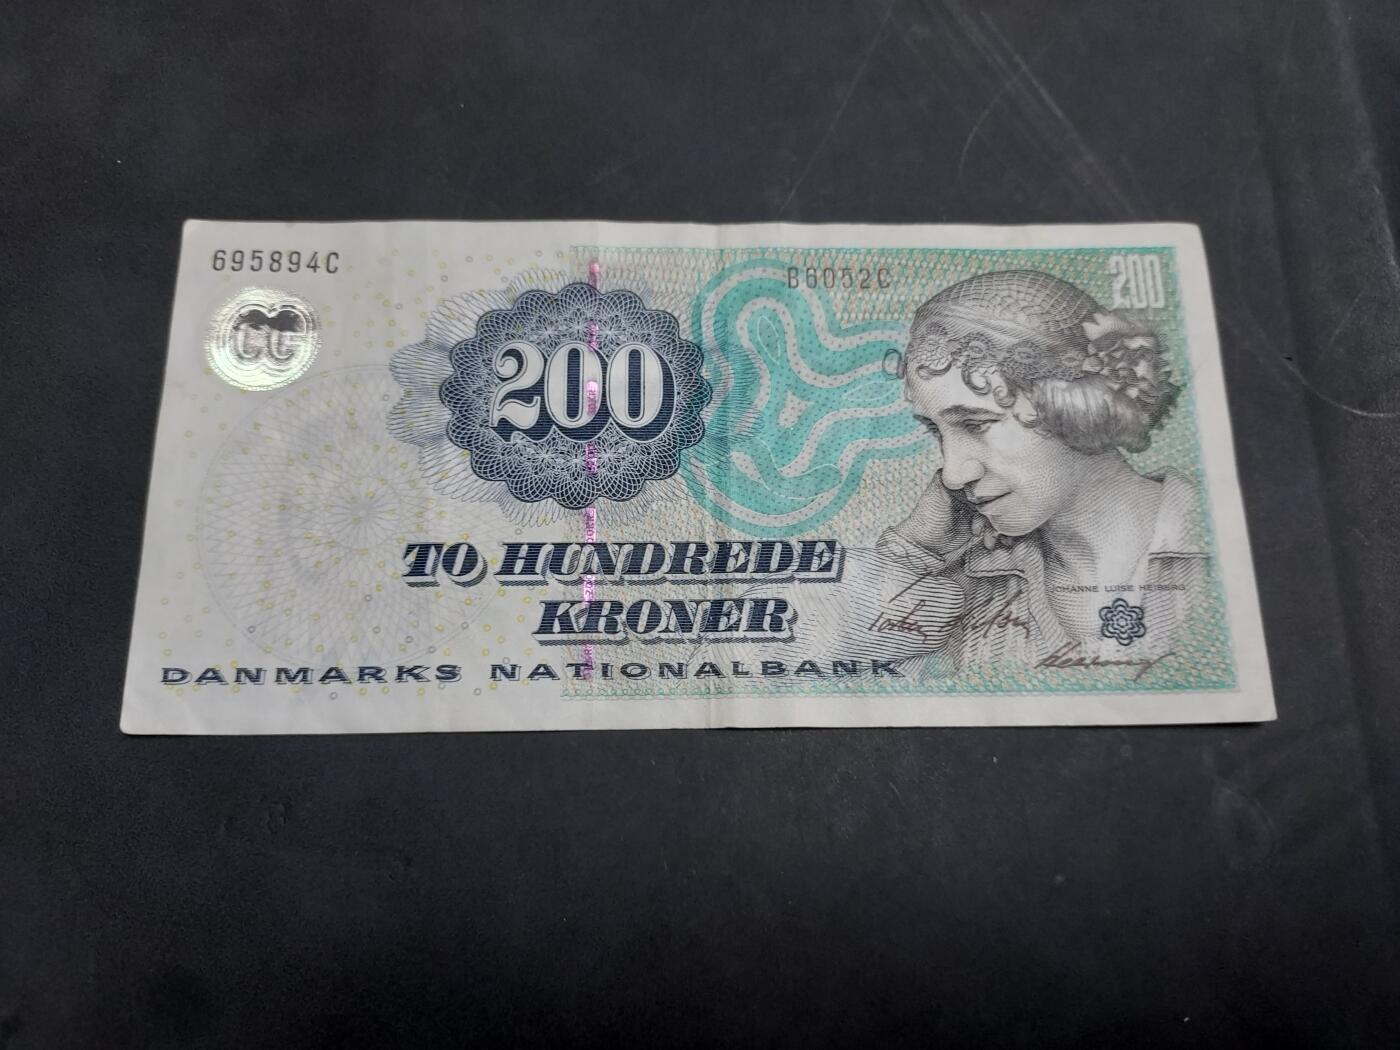 695894C
B6052C
200
200
TO HUNDREDE
KRONER
JOHANNE LUISE HEIBERG
DANMARKS NATIONALBANK